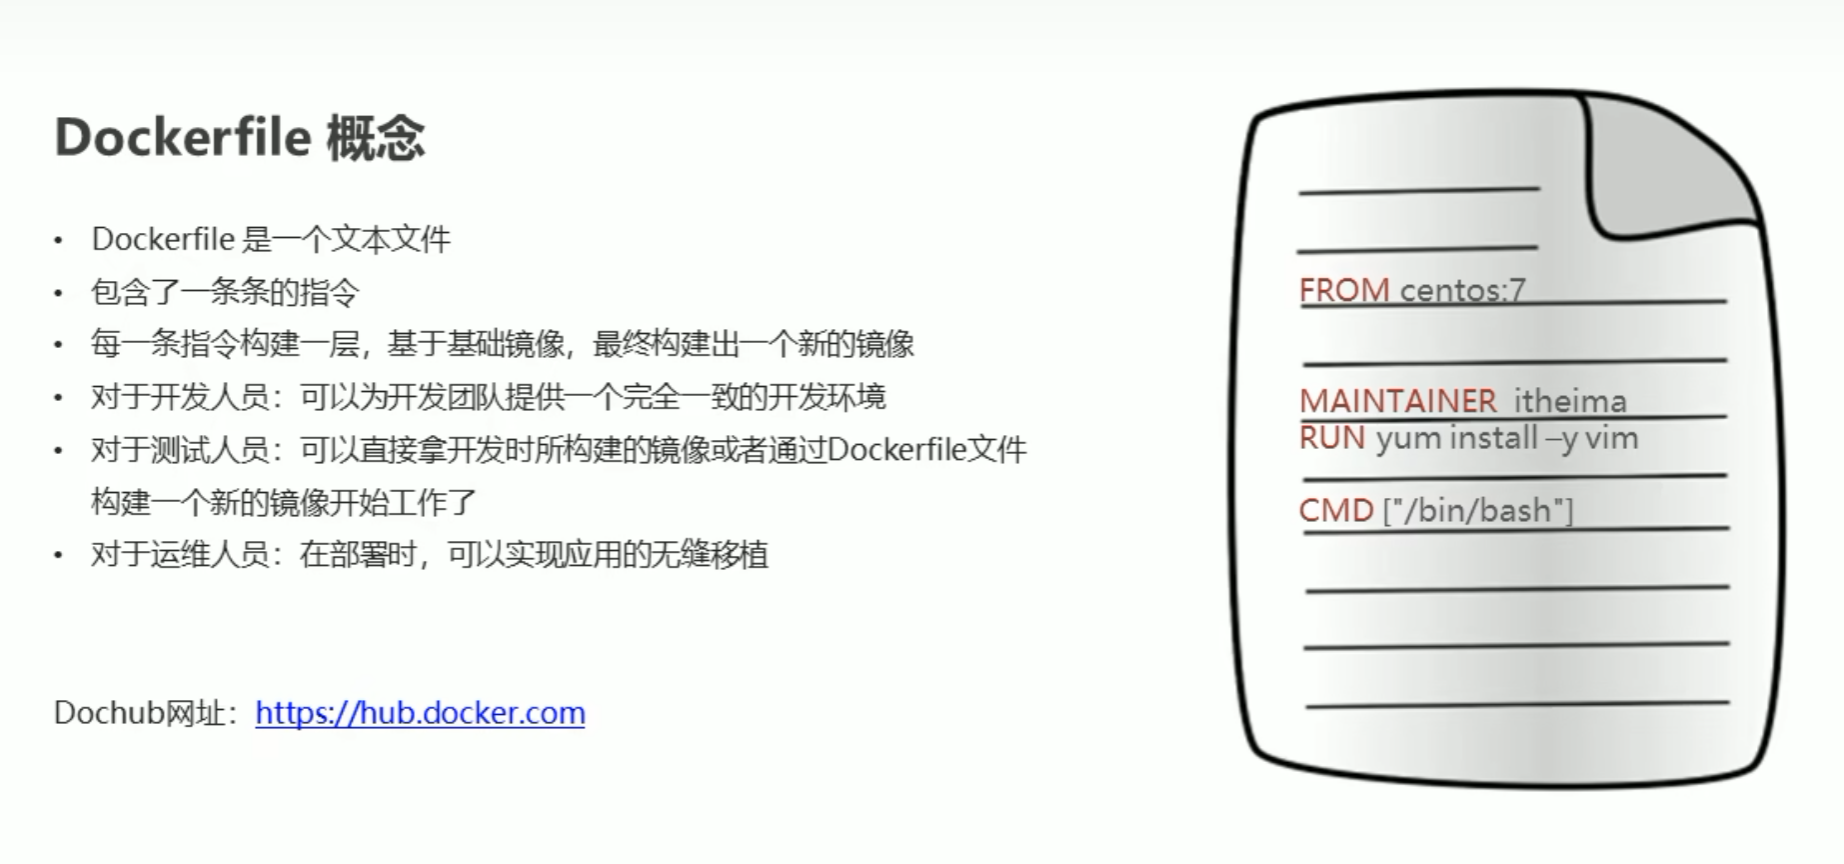 Dockerfile 概念
• Dockerfile 是一个文本文件
• 包含了一条条的指令
• 每一条指令构建一层，基于基础镜像，最终构建出一个新的镜像
• 对于开发人员：可以为开发团队提供一个完全一致的开发环境
• 对于测试人员：可以直接拿开发时所构建的镜像或者通过Dockerfile文件
构建一个新的镜像开始工作了
• 对于运维人员：在部署时，可以实现应用的无缝移植
Dochub网址：https://hub.docker.com
FROM centos:7
MAINTAINER itheima
RUN yum install –y vim
CMD ["/bin/bash"]